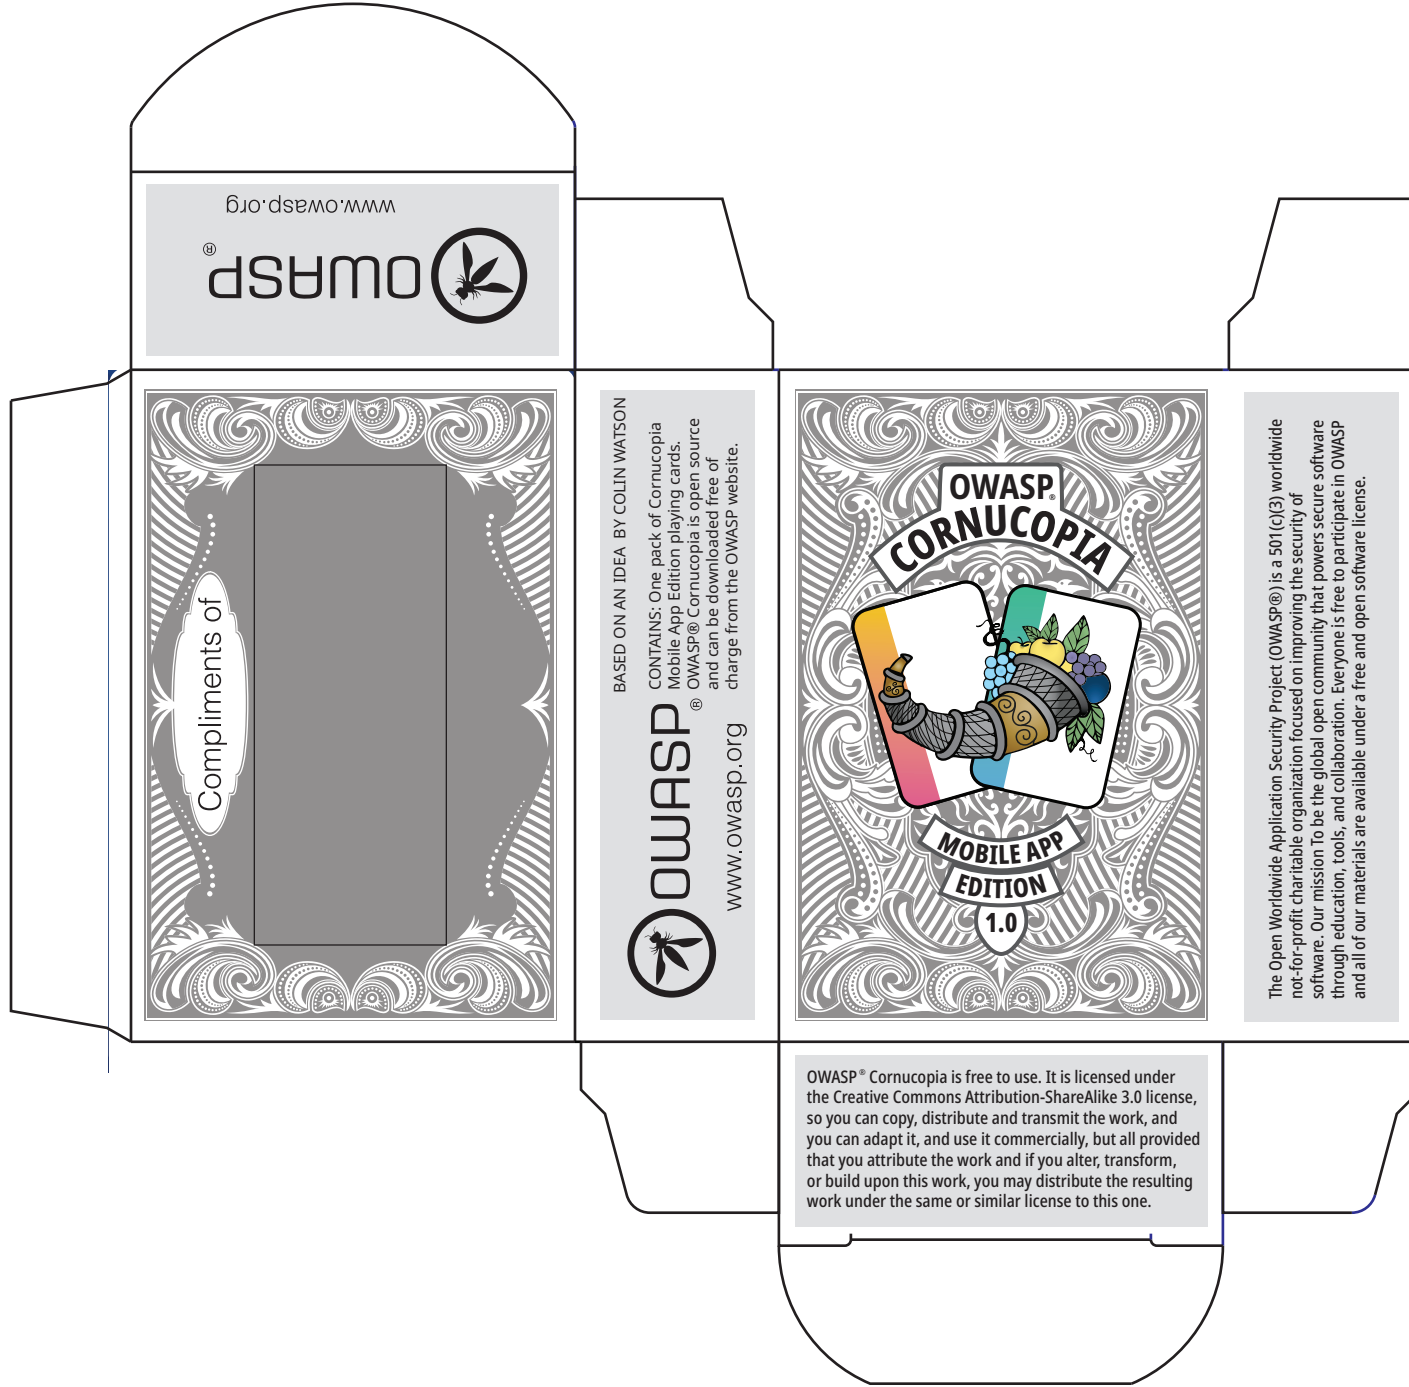 www.owasp.org
OWASP®
Compliments of
BASED ON AN IDEA BY COLIN WATSON
CONTAINS: One pack of Cornucopia
Mobile App Edition playing cards.
OWASP® Cornucopia is open source
and can be downloaded free of
charge from the OWASP website.
OWASP®
www.owasp.org
OWASP®
CORNUCOPIA
MOBILE APP
EDITION
1.0
The Open Worldwide Application Security Project (OWASP®) is a 501(c)(3) worldwide
not-for-profit charitable organization focused on improving the security of
software. Our mission To be the global open community that powers secure software
through education, tools, and collaboration. Everyone is free to participate in OWASP
and all of our materials are available under a free and open software license.
OWASP® Cornucopia is free to use. It is licensed under
the Creative Commons Attribution-ShareAlike 3.0 license,
so you can copy, distribute and transmit the work, and
you can adapt it, and use it commercially, but all provided
that you attribute the work and if you alter, transform,
or build upon this work, you may distribute the resulting
work under the same or similar license to this one.